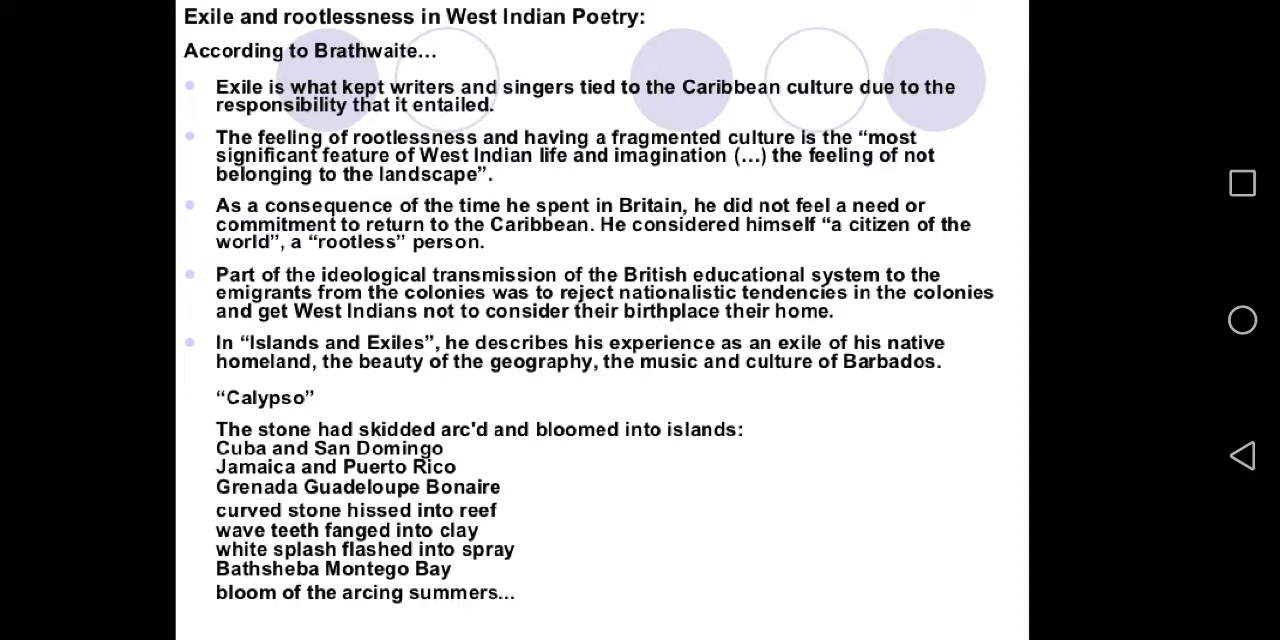 Exile and rootlessness in West Indian Poetry:
According to Brathwaite...
Exile is what kept writers and singers tied to the Caribbean culture due to the
responsibility that it entailed.
The feeling of rootlessness and having a fragmented culture is the “most
significant feature of West Indian life and imagination (...) the feeling of not
belonging to the landscape”.
As a consequence of the time he spent in Britain, he did not feel a need or
commitment to return to the Caribbean. He considered himself “a citizen of the
world”, a “rootless” person.
Part of the ideological transmission of the British educational system to the
emigrants from the colonies was to reject nationalistic tendencies in the colonies
and get West Indians not to consider their birthplace their home.
In “Islands and Exiles”, he describes his experience as an exile of his native
homeland, the beauty of the geography, the music and culture of Barbados.
“Calypso”
The stone had skidded arc'd and bloomed into islands:
Cuba and San Domingo
Jamaica and Puerto Rico
Grenada Guadeloupe Bonaire
curved stone hissed into reef
wave teeth fanged into clay
white splash flashed into spray
Bathsheba Montego Bay
bloom of the arcing summers...